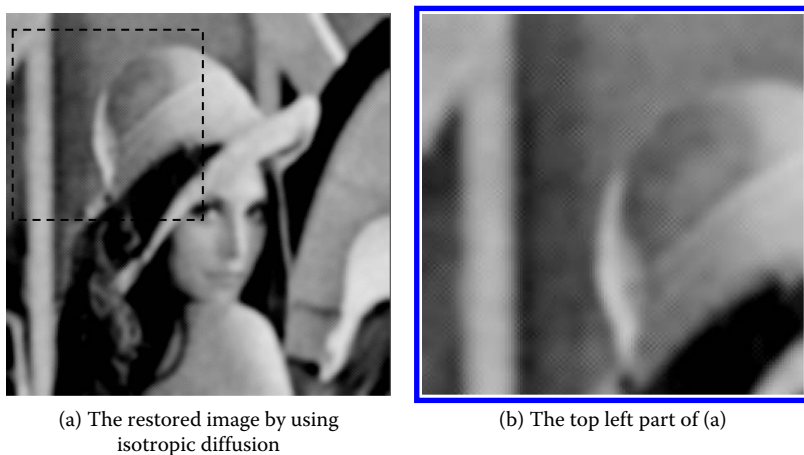 (a) The restored image by using
isotropic diffusion
(b) The top left part of (a)